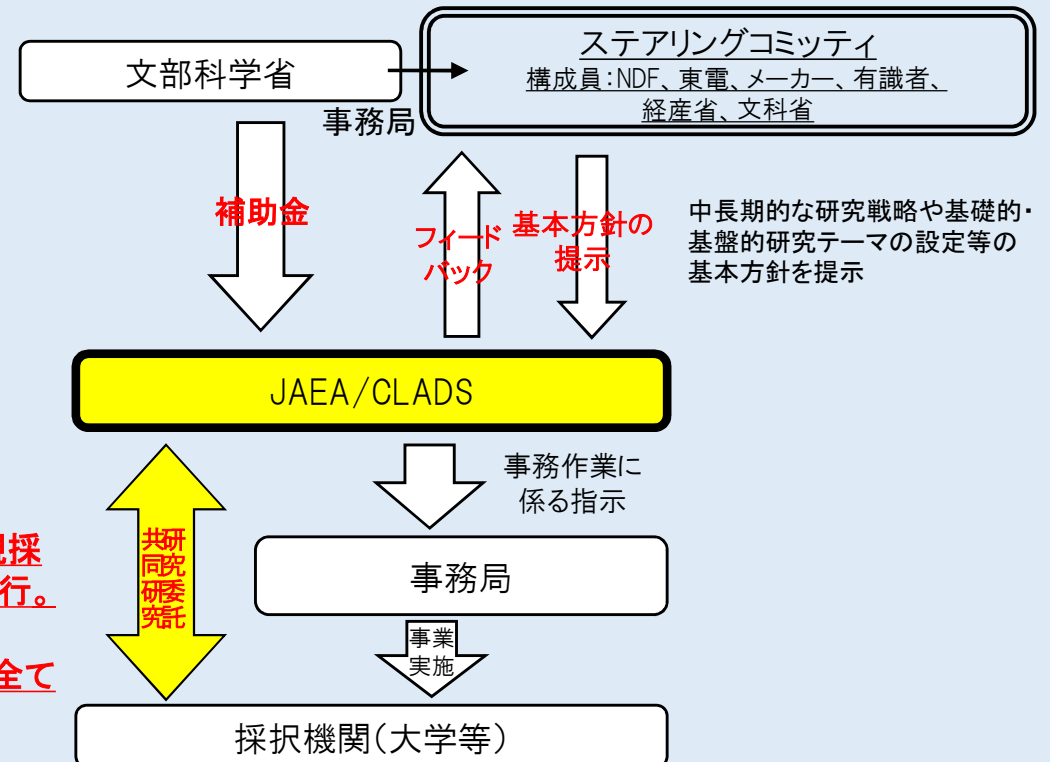 文部科学省
ステアリングコミッティ
構成員：NDF、東電、メーカー、有識者、
経産省、文科省
事務局
補助金
フィード
バック
基本方針の
提示
中長期的な研究戦略や基礎的・
基盤的研究テーマの設定等の
基本方針を提示
JAEA/CLADS
事務作業に
係る指示
研究委託
共同研究
採
行。
全て
事務局
事業
実施
採択機関（大学等）